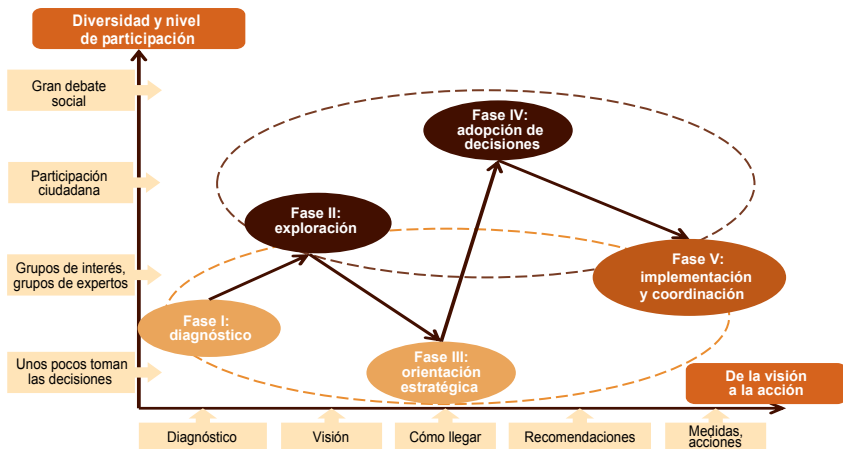 Diversidad y nivel
de participación
Gran debate
social
Participación
ciudadana
Grupos de interés,
grupos de expertos
Unos pocos toman
las decisiones
Fase I:
diagnóstico
Fase II:
exploración
Fase III:
orientación
estratégica
Fase IV:
adopción de
decisiones
Fase V:
implementación
y coordinación
De la visión
a la acción
Diagnóstico
Visión
Cómo llegar
Recomendaciones
Medidas,
acciones